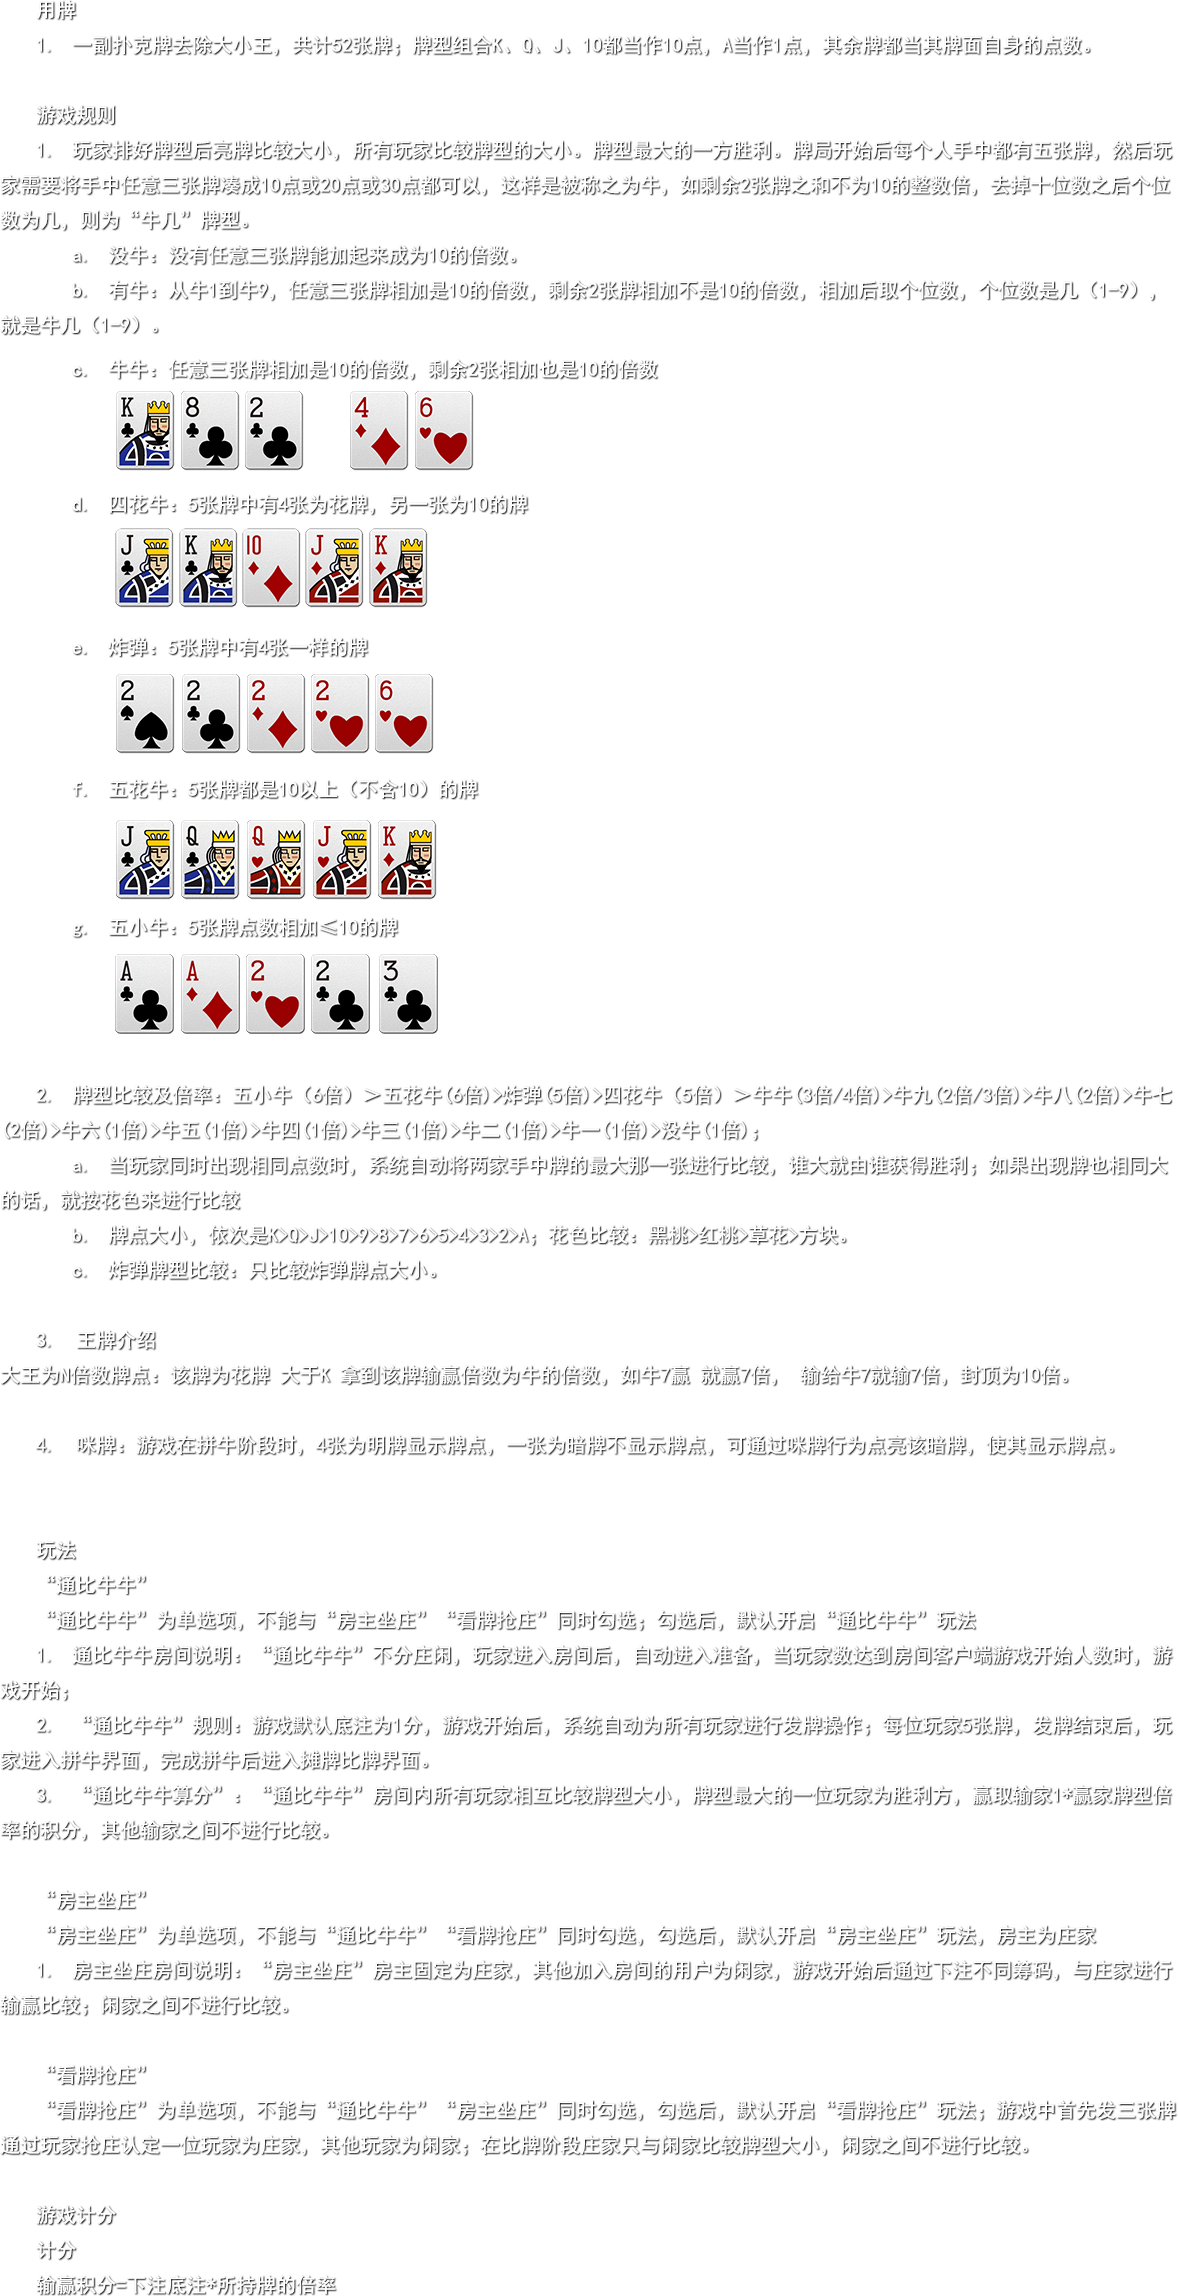 用牌
1. 一副扑克牌去除大小王，共计52张牌；牌型组合K、Q、J、10都当作10点，A当作1点，其余牌都当其牌面自身的点数。
游戏规则
1. 玩家排好牌型后亮牌比较大小，所有玩家比较牌型的大小。牌型最大的一方胜利。牌局开始后每个人手中都有五张牌，然后玩
家需要将手中任意三张牌凑成10点或20点或30点都可以，这样是被称之为牛，如剩余2张牌之和不为10的整数倍，去掉十位数之后个位
数为几，则为“牛几”牌型。
a. 没牛：没有任意三张牌能加起来成为10的倍数。
b. 有牛：从牛1到牛9，任意三张牌相加是10的倍数，剩余2张牌相加不是10的倍数，相加后取个位数，个位数是几（1-9），
就是牛几（1-9）。
c. 牛牛：任意三张牌相加是10的倍数，剩余2张相加也是10的倍数
K 8 2 4 6
d. 四花牛：5张牌中有4张为花牌，另一张为10的牌
J K 10 J K
e. 炸弹：5张牌中有4张一样的牌
2 2 2 2 6
f. 五花牛：5张牌都是10以上（不含10）的牌
J Q Q J K
g. 五小牛：5张牌点数相加≤10的牌
A A 2 2 3
2. 牌型比较及倍率：五小牛（6倍）＞五花牛(6倍)>炸弹(5倍)>四花牛（5倍）＞牛牛(3倍/4倍)>牛九(2倍/3倍)>牛八(2倍)>牛七
(2倍)>牛六(1倍)>牛五(1倍)>牛四(1倍)>牛三(1倍)>牛二(1倍)>牛一(1倍)>没牛(1倍)；
a. 当玩家同时出现相同点数时，系统自动将两家手中牌的最大那一张进行比较，谁大就由谁获得胜利；如果出现牌也相同大
的话，就按花色来进行比较
b. 牌点大小，依次是K>Q>J>10>9>8>7>6>5>4>3>2>A；花色比较：黑桃>红桃>草花>方块。
c. 炸弹牌型比较：只比较炸弹牌点大小。
3. 王牌介绍
大王为N倍数牌点：该牌为花牌 大于K 拿到该牌输赢倍数为牛的倍数，如牛7赢 就赢7倍， 输给牛7就输7倍，封顶为10倍。
4. 咪牌：游戏在拼牛阶段时，4张为明牌显示牌点，一张为暗牌不显示牌点，可通过咪牌行为点亮该暗牌，使其显示牌点。
玩法
“通比牛牛”
“通比牛牛”为单选项，不能与“房主坐庄”“看牌抢庄”同时勾选；勾选后，默认开启“通比牛牛”玩法
1. 通比牛牛房间说明：“通比牛牛”不分庄闲，玩家进入房间后，自动进入准备，当玩家数达到房间客户端游戏开始人数时，游
戏开始；
2. “通比牛牛”规则：游戏默认底注为1分，游戏开始后，系统自动为所有玩家进行发牌操作；每位玩家5张牌，发牌结束后，玩
家进入拼牛界面，完成拼牛后进入摊牌比牌界面。
3. “通比牛牛算分”：“通比牛牛”房间内所有玩家相互比较牌型大小，牌型最大的一位玩家为胜利方，赢取输家1*赢家牌型倍
率的积分，其他输家之间不进行比较。
“房主坐庄”
“房主坐庄”为单选项，不能与“通比牛牛”“看牌抢庄”同时勾选，勾选后，默认开启“房主坐庄”玩法，房主为庄家
1. 房主坐庄房间说明：“房主坐庄”房主固定为庄家，其他加入房间的用户为闲家，游戏开始后通过下注不同筹码，与庄家进行
输赢比较；闲家之间不进行比较。
“看牌抢庄”
“看牌抢庄”为单选项，不能与“通比牛牛”“房主坐庄”同时勾选，勾选后，默认开启“看牌抢庄”玩法；游戏中首先发三张牌
通过玩家抢庄认定一位玩家为庄家，其他玩家为闲家；在比牌阶段庄家只与闲家比较牌型大小，闲家之间不进行比较。
游戏计分
计分
输赢积分=下注底注*所持牌的倍率